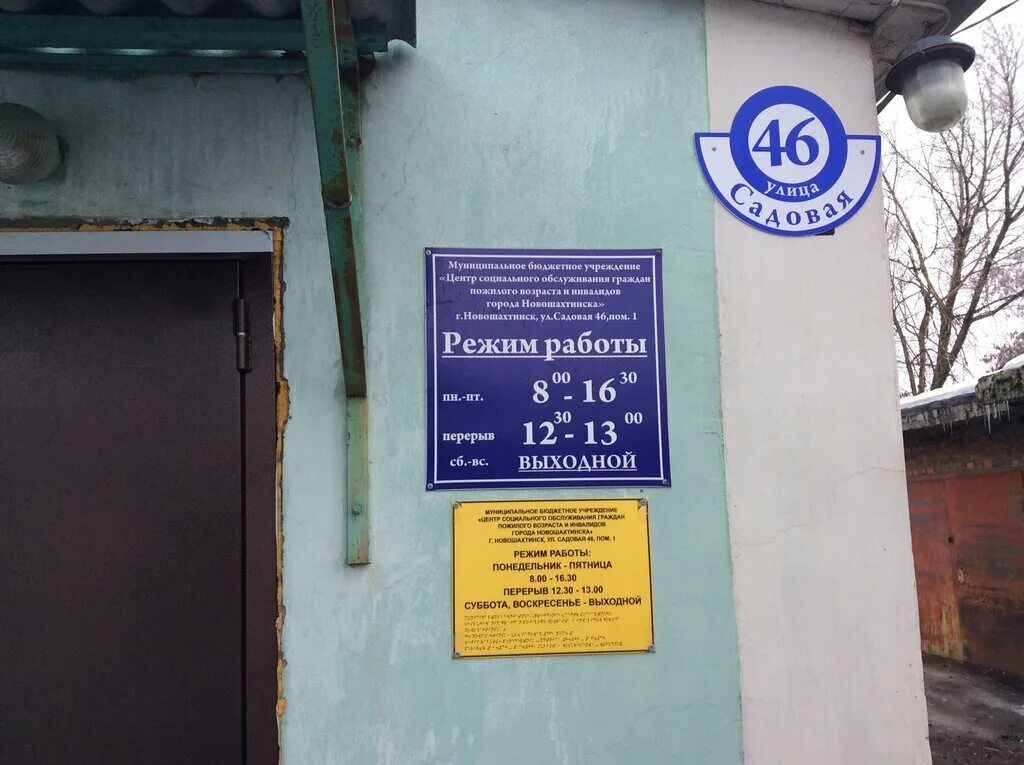 46
улица
Садовая
Муниципальное бюджетное учреждение
«Центр социального обслуживания граждан
пожилого возраста и инвалидов
города Новошахтинска»
г.Новошахтинск, ул.Садовая 46,пом. 1
Режим работы
пн.-пт. 8 00 - 16 30
перерыв 12 30 - 13 00
сб.-вс. ВЫХОДНОЙ
МУНИЦИПАЛЬНОЕ БЮДЖЕТНОЕ УЧРЕЖДЕНИЕ
«ЦЕНТР СОЦИАЛЬНОГО ОБСЛУЖИВАНИЯ ГРАЖДАН
ПОЖИЛОГО ВОЗРАСТА И ИНВАЛИДОВ
ГОРОДА НОВОШАХТИНСКА»
Г. НОВОШАХТИНСК, УЛ. САДОВАЯ 46, ПОМ. 1
РЕЖИМ РАБОТЫ:
ПОНЕДЕЛЬНИК - ПЯТНИЦА
8.00 - 16.30
ПЕРЕРЫВ 12.30 - 13.00
СУББОТА, ВОСКРЕСЕНЬЕ - ВЫХОДНОЙ